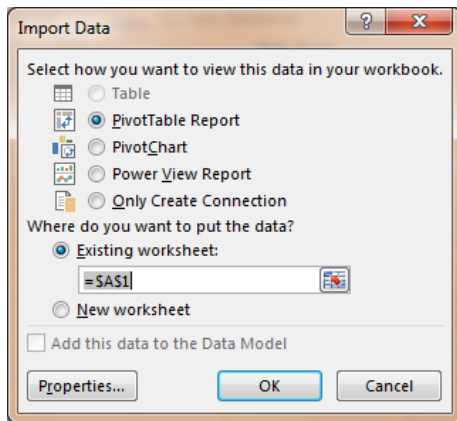 Import Data
?
Select how you want to view this data in your workbook.
Table
PivotTable Report
PivotChart
Power View Report
Only Create Connection
Where do you want to put the data?
Existing worksheet:
=$A$1
New worksheet
Add this data to the Data Model
Properties... OK Cancel